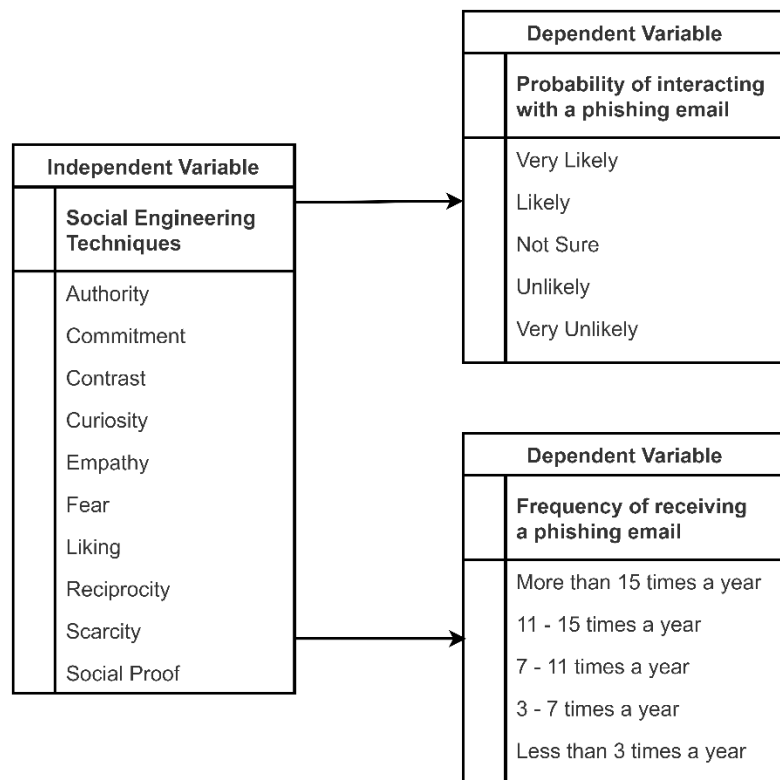 Independent Variable
Social Engineering
Techniques
Authority
Commitment
Contrast
Curiosity
Empathy
Fear
Liking
Reciprocity
Scarcity
Social Proof
Dependent Variable
Probability of interacting
with a phishing email
Very Likely
Likely
Not Sure
Unlikely
Very Unlikely
Dependent Variable
Frequency of receiving
a phishing email
More than 15 times a year
11 - 15 times a year
7 - 11 times a year
3 - 7 times a year
Less than 3 times a year